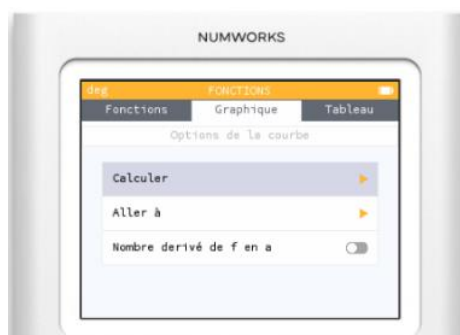 NUMWORKS
deg FONCTIONS
Fonctions Graphique Tableau
Options de la courbe
Calculer
Aller à
Nombre derivé de f en a